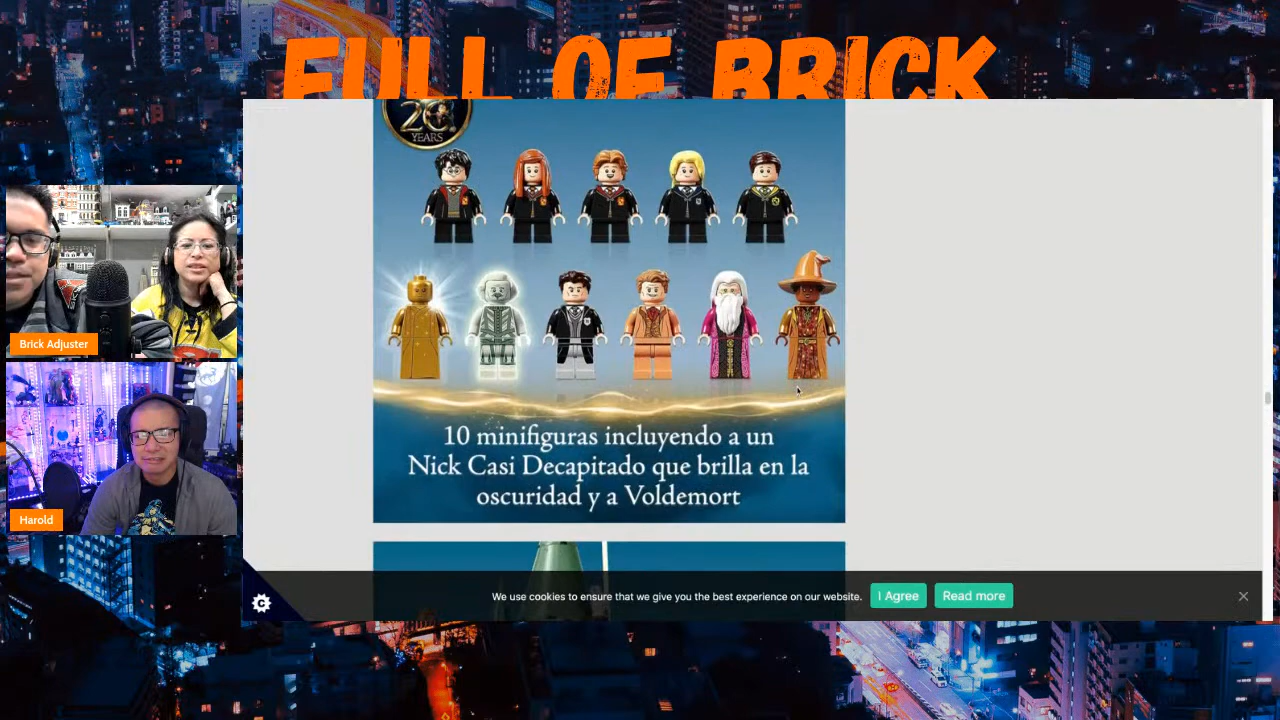 FULL OF BRICK
20
YEARS
10 minifiguras incluyendo a un
Nick Casi Decapitado que brilla en la
oscuridad y a Voldemort
Brick Adjuster
Harold
We use cookies to ensure that we give you the best experience on our website.
I Agree
Read more